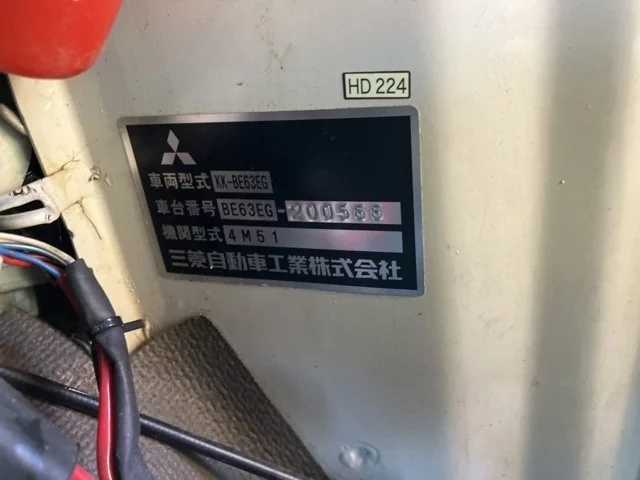 HD 224
車両型式 KK-BE63EG
車台番号 BE63EG-200566
機関型式 4M51
三菱自動車工業株式会社